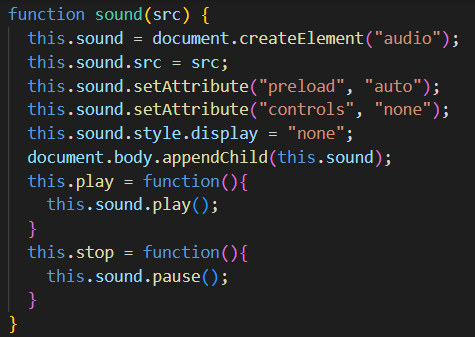 function sound(src) {
  this.sound = document.createElement("audio");
  this.sound.src = src;
  this.sound.setAttribute("preload", "auto");
  this.sound.setAttribute("controls", "none");
  this.sound.style.display = "none";
  document.body.appendChild(this.sound);
  this.play = function(){
    this.sound.play();
  }
  this.stop = function(){
    this.sound.pause();
  }
}